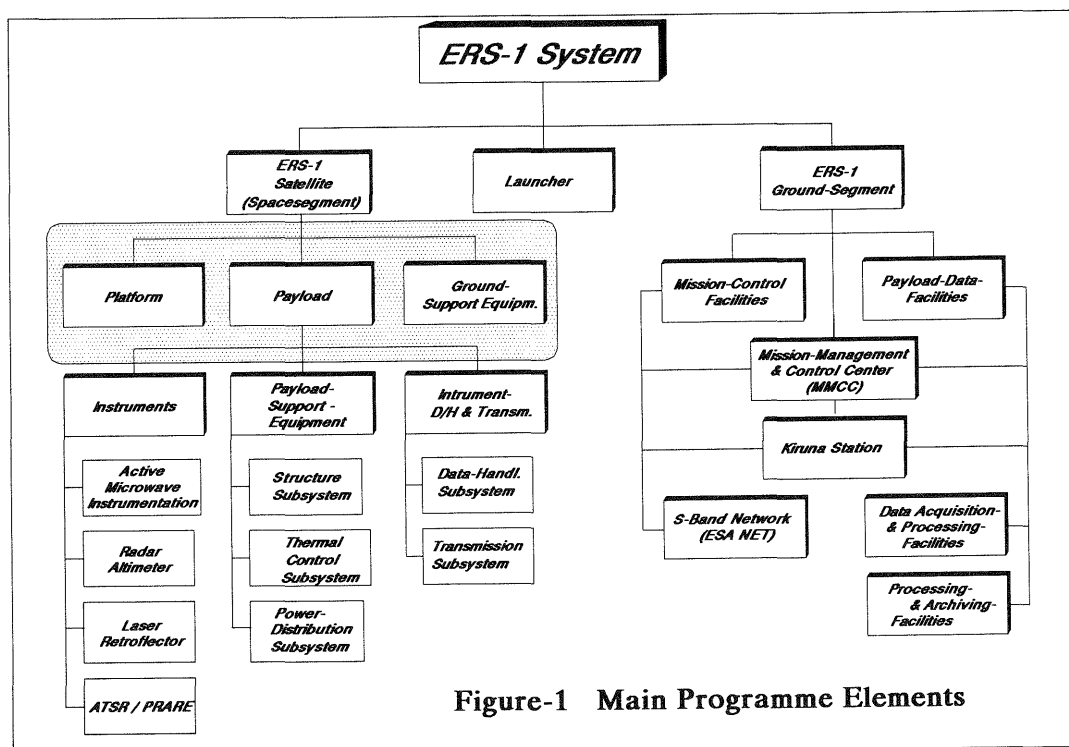 ERS-1 System
ERS-1
Satellite
(Spacesegment)
Launcher
ERS-1
Ground-Segment
Platform
Payload
Ground-
Support Equipm.
Mission-Control
Facilities
Payload-Data-
Facilities
Mission-Management
& Control Center
(MMCC)
Kiruna Station
S-Band Network
(ESA NET)
Data Acquisition-
& Processing-
Facilities
Processing-
& Archiving-
Facilities
Instruments
Active
Microwave
Instrumentation
Radar
Altimeter
Laser
Retroflector
ATSR / PRARE
Payload-
Support -
Equipment
Structure
Subsystem
Thermal
Control
Subsystem
Power-
Distribution
Subsystem
Intrument-
D/H & Transm.
Data-Handl.
Subsystem
Transmission
Subsystem
Figure-1 Main Programme Elements